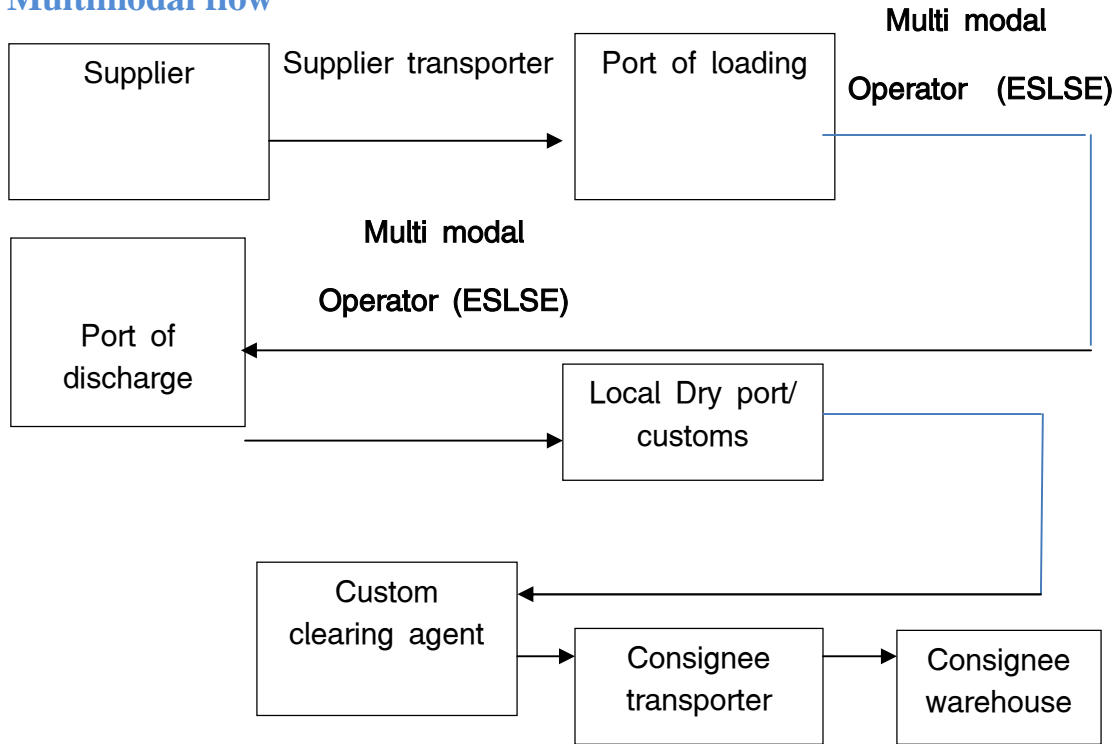 Multimodal flow
Supplier
Supplier transporter
Port of loading
Multi modal
Operator (ESLSE)
Multi modal
Operator (ESLSE)
Port of
discharge
Local Dry port/
customs
Custom
clearing agent
Consignee
transporter
Consignee
warehouse